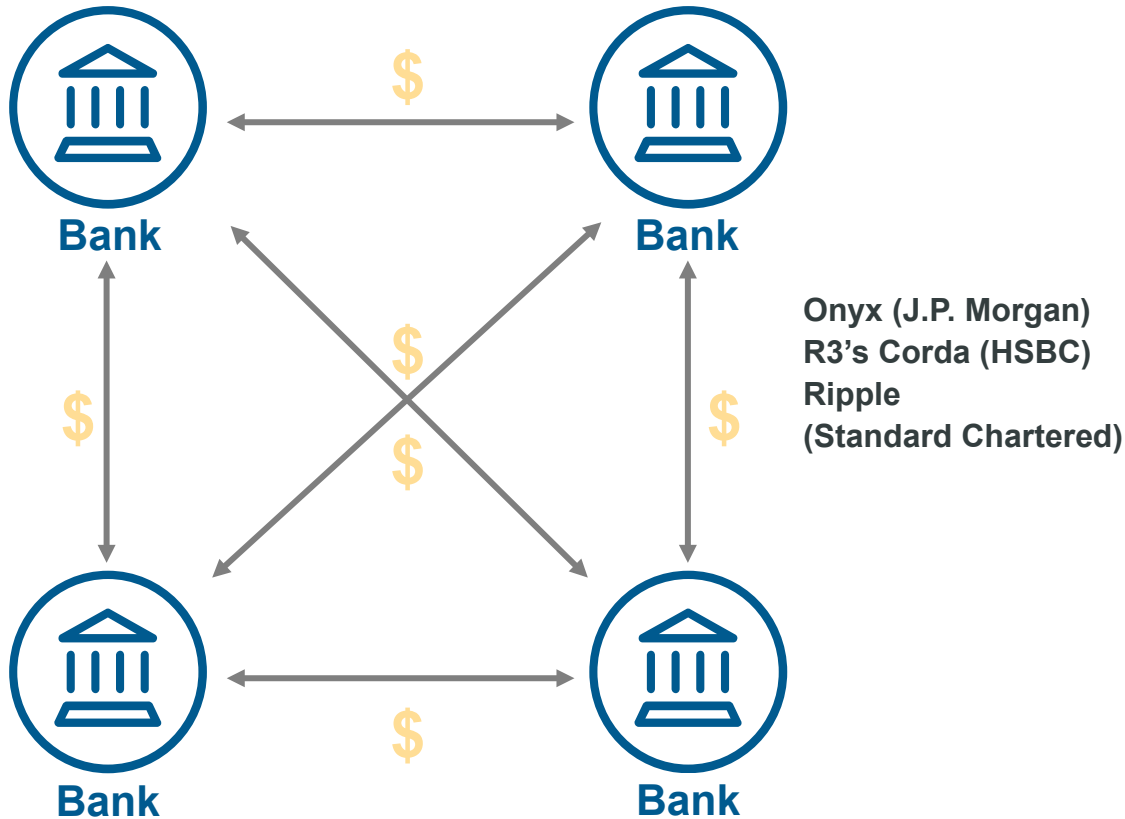 $
Bank
Bank
$
$
$
$
Onyx (J.P. Morgan)
R3’s Corda (HSBC)
Ripple
(Standard Chartered)
$
Bank
Bank